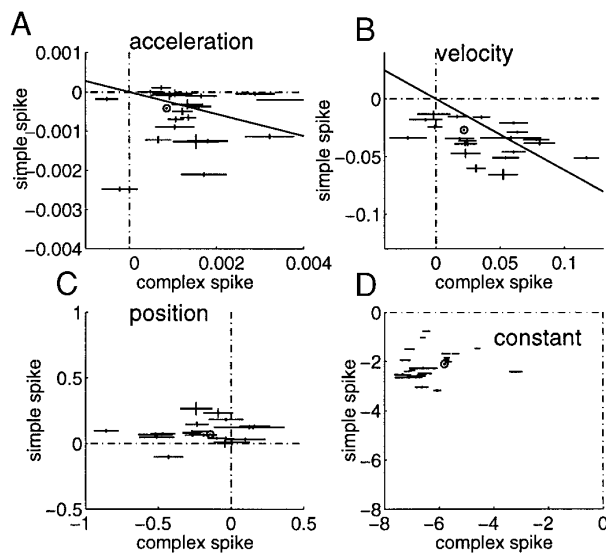 A
acceleration
0.001
0
−0.001
−0.002
−0.003
−0.004
simple spike
0
0.002
0.004
complex spike
B
velocity
0
−0.05
−0.1
simple spike
0
0.05
0.1
complex spike
C
position
1
0.5
0
−0.5
simple spike
−1
−0.5
0
0.5
complex spike
D
constant
0
−2
−4
−6
−8
simple spike
−8
−6
−4
−2
0
complex spike